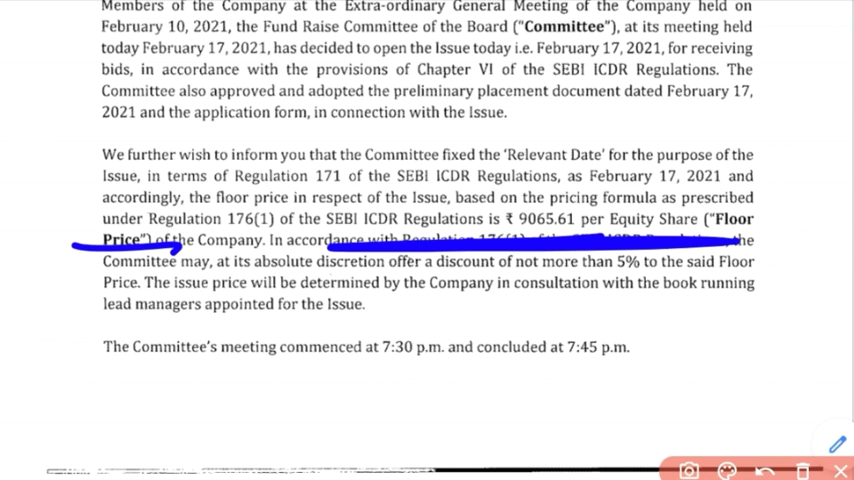 Members of the Company at the Extra-ordinary General Meeting of the Company held on
February 10, 2021, the Fund Raise Committee of the Board ("Committee"), at its meeting held
today February 17, 2021, has decided to open the Issue today i.e. February 17, 2021, for receiving
bids, in accordance with the provisions of Chapter VI of the SEBI ICDR Regulations. The
Committee also approved and adopted the preliminary placement document dated February 17,
2021 and the application form, in connection with the Issue.
We further wish to inform you that the Committee fixed the 'Relevant Date' for the purpose of the
Issue, in terms of Regulation 171 of the SEBI ICDR Regulations, as February 17, 2021 and
accordingly, the floor price in respect of the Issue, based on the pricing formula as prescribed
under Regulation 176(1) of the SEBI ICDR Regulations is ₹ 9065.61 per Equity Share ("Floor
Price") of the Company. In accordance with Regulation 176(1) of the
Committee may, at its absolute discretion offer a discount of not more than 5% to the said Floor
Price. The issue price will be determined by the Company in consultation with the book running
lead managers appointed for the Issue.
The Committee's meeting commenced at 7:30 p.m. and concluded at 7:45 p.m.